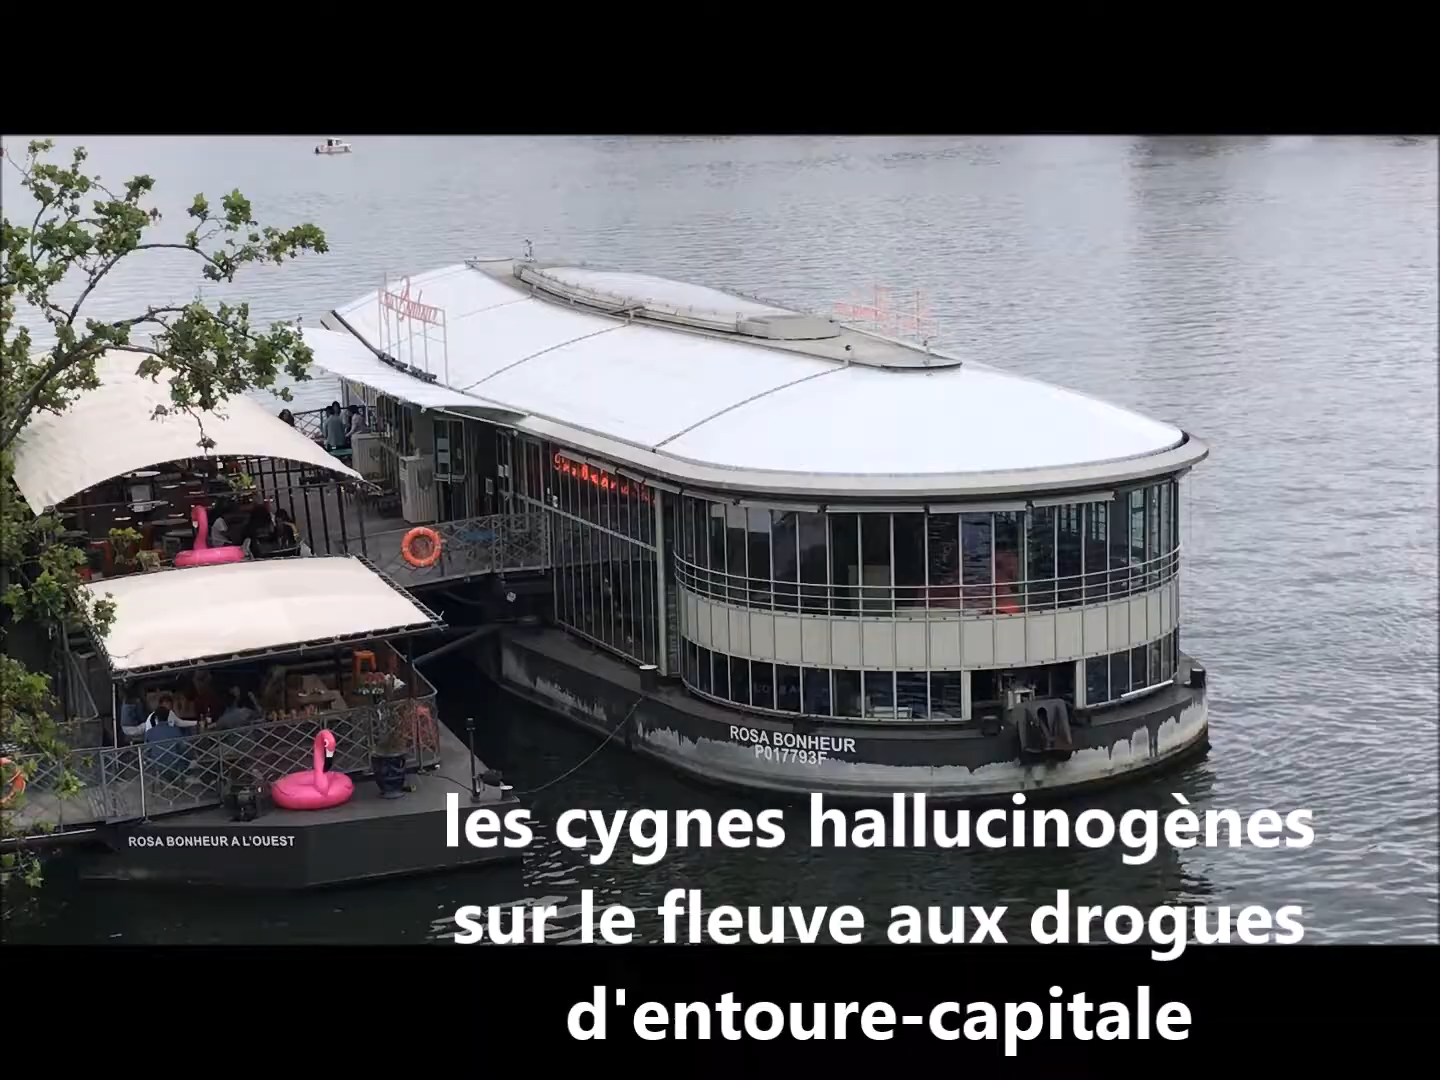 ROSA BONHEUR
P017793F
ROSA BONHEUR A L'OUEST
les cygnes hallucinogènes
sur le fleuve aux drogues
d'entoure-capitale